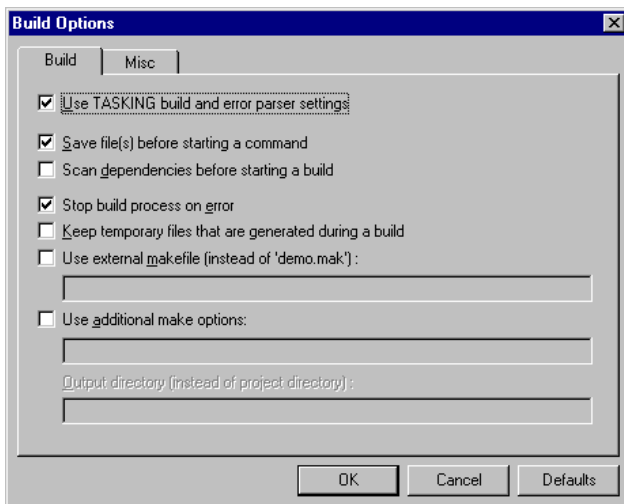 Build Options
Build Misc
Use TASKING build and error parser settings
Save file(s) before starting a command
Scan dependencies before starting a build
Stop build process on error
Keep temporary files that are generated during a build
Use external makefile (instead of 'demo.mak') :
Use additional make options:
Output directory (instead of project directory) :
OK Cancel Defaults